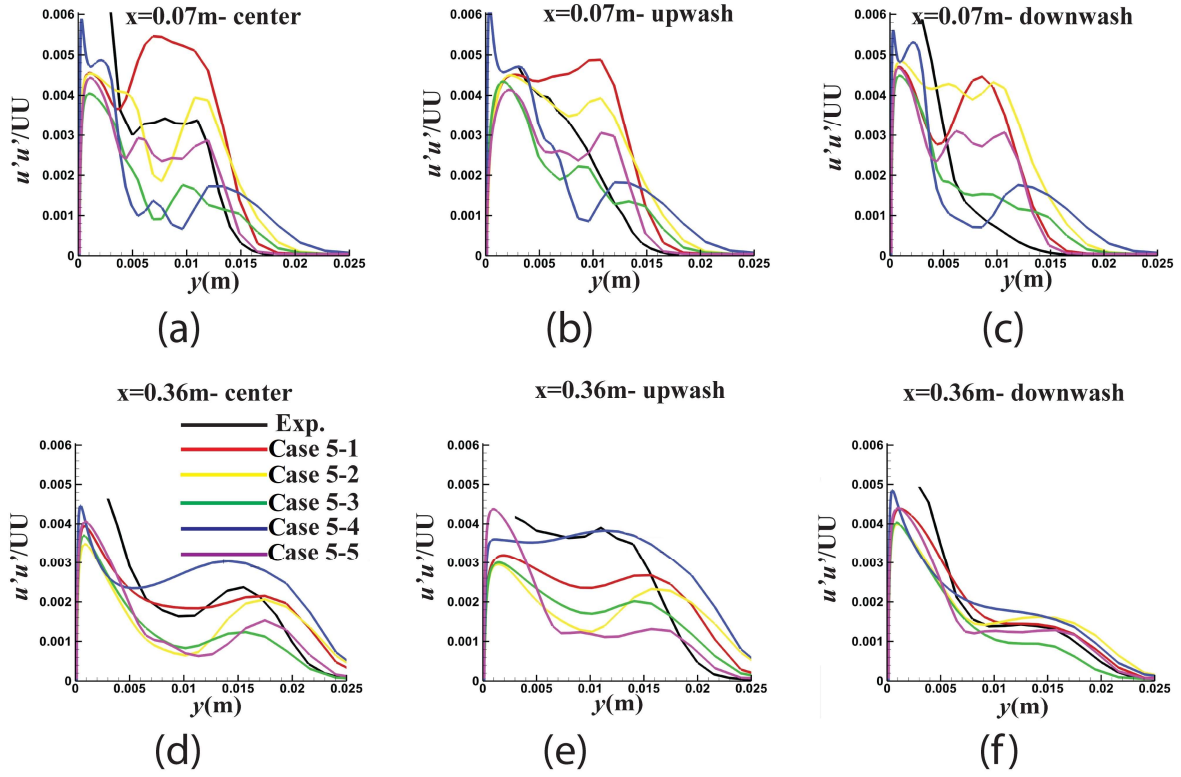 x=0.07m- center
x=0.07m- upwash
x=0.07m- downwash
0.006
0.005
0.004
0.003
0.002
0.001
0
u'u'/UU
0 0.005 0.01 0.015 0.02 0.025
y(m)
(a)
0.006
0.005
0.004
0.003
0.002
0.001
0
u'u'/UU
0 0.005 0.01 0.015 0.02 0.025
y(m)
(b)
0.006
0.005
0.004
0.003
0.002
0.001
0
u'u'/UU
0 0.005 0.01 0.015 0.02 0.025
y(m)
(c)
x=0.36m- center
x=0.36m- upwash
x=0.36m- downwash
Exp.
Case 5-1
Case 5-2
Case 5-3
Case 5-4
Case 5-5
0.006
0.005
0.004
0.003
0.002
0.001
0
u'u'/UU
0 0.005 0.01 0.015 0.02 0.025
y(m)
(d)
0.006
0.005
0.004
0.003
0.002
0.001
0
u'u'/UU
0 0.005 0.01 0.015 0.02 0.025
y(m)
(e)
0.006
0.005
0.004
0.003
0.002
0.001
0
u'u'/UU
0 0.005 0.01 0.015 0.02 0.025
y(m)
(f)